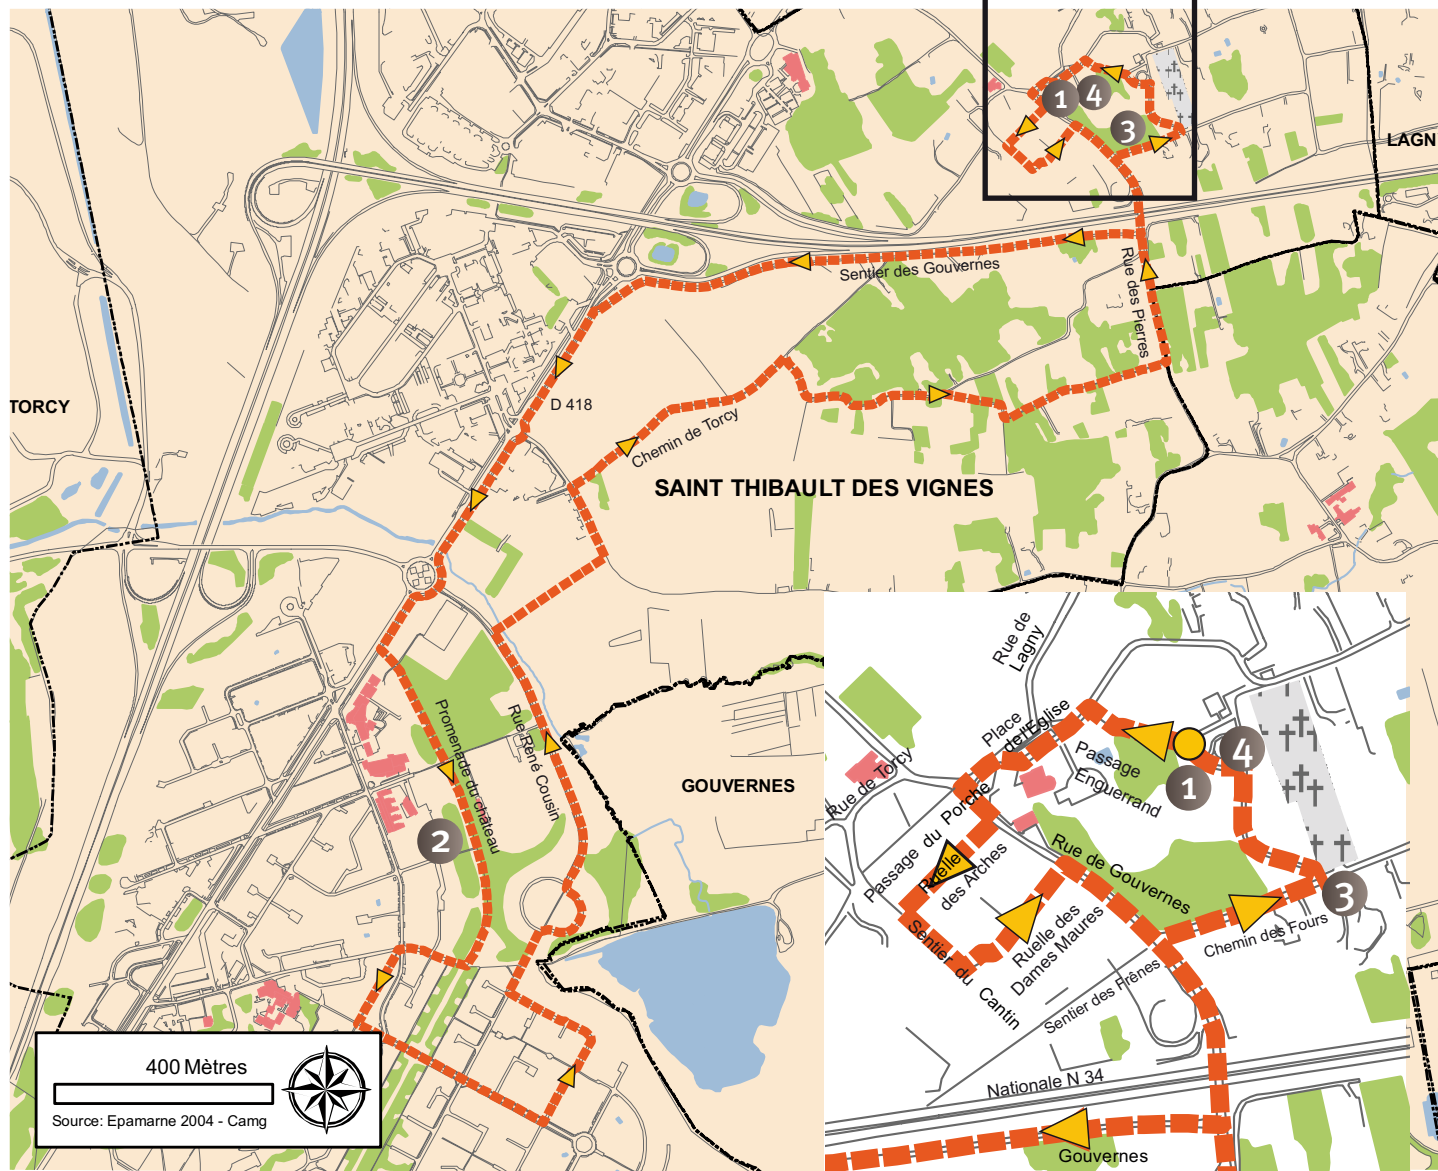 1
4
3
LAGN
Sentier des Gouvernes
Rue des Pierres
TORCY
D 418
Chemin de Torcy
SAINT THIBAULT DES VIGNES
Promenade du château
Rue René Cousin
GOUVERNES
2
400 Mètres
Source: Epamarne 2004 - Camg
Rue de
Lagny
Place
de l'Eglise
Rue de Torcy
Passage
Enguerrand
4
1
3
Passage du Porche
Ruelle
des Arches
Rue de Gouvernes
Sentier du
Cantin
Ruelle des
Dames Maures
Chemin des Fours
Sentier des Frênes
Nationale N 34
Gouvernes